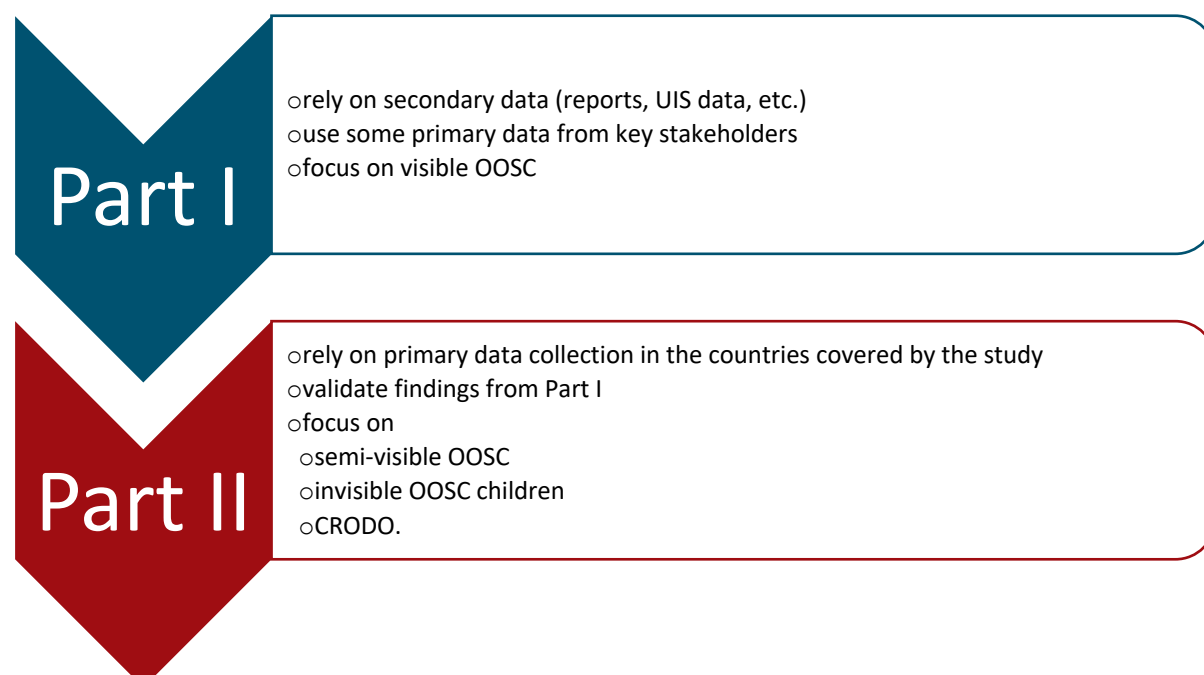 Part I
orely on secondary data (reports, UIS data, etc.)
ouse some primary data from key stakeholders
ofocus on visible OOSC
Part II
orely on primary data collection in the countries covered by the study
ovalidate findings from Part I
ofocus on
osemi-visible OOSC
oinvisible OOSC children
oCRODO.